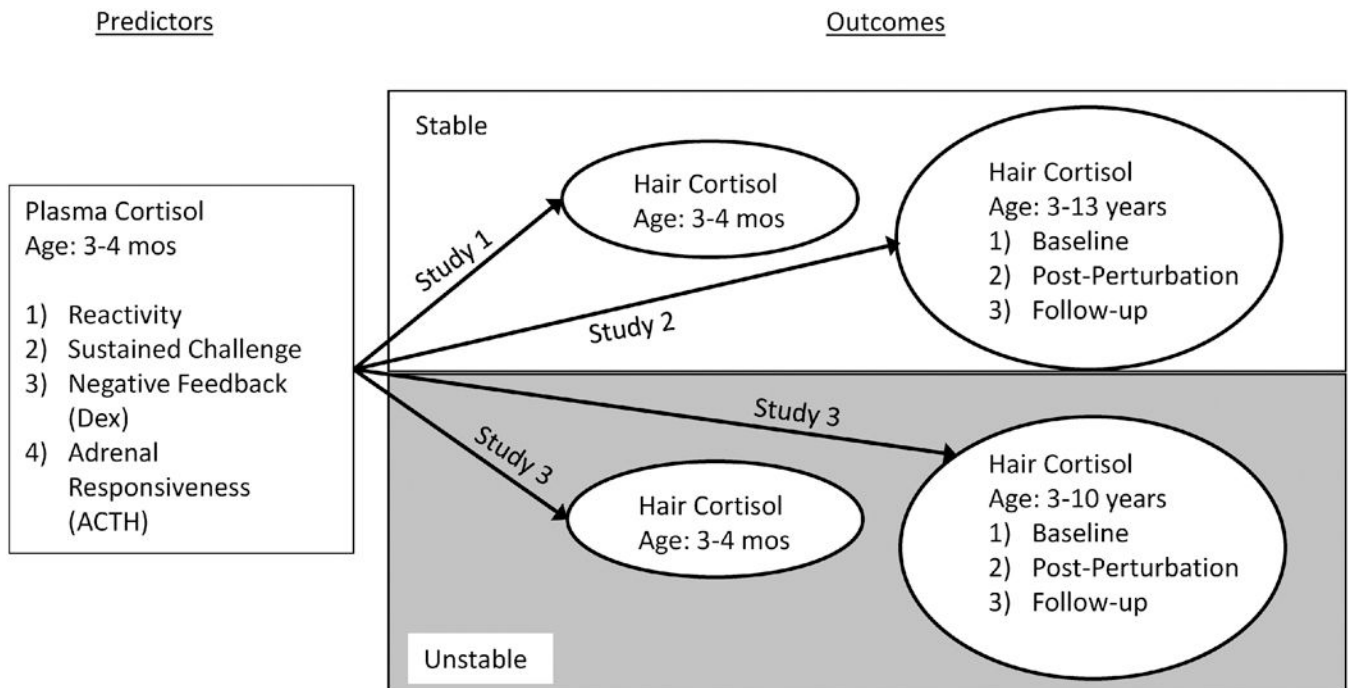 Predictors
Outcomes
Plasma Cortisol
Age: 3-4 mos
1) Reactivity
2) Sustained Challenge
3) Negative Feedback
(Dex)
4) Adrenal
Responsiveness
(ACTH)
Stable
Study 1
Hair Cortisol
Age: 3-4 mos
Study 2
Hair Cortisol
Age: 3-13 years
1) Baseline
2) Post-Perturbation
3) Follow-up
Study 3
Hair Cortisol
Age: 3-4 mos
Study 3
Hair Cortisol
Age: 3-10 years
1) Baseline
2) Post-Perturbation
3) Follow-up
Unstable